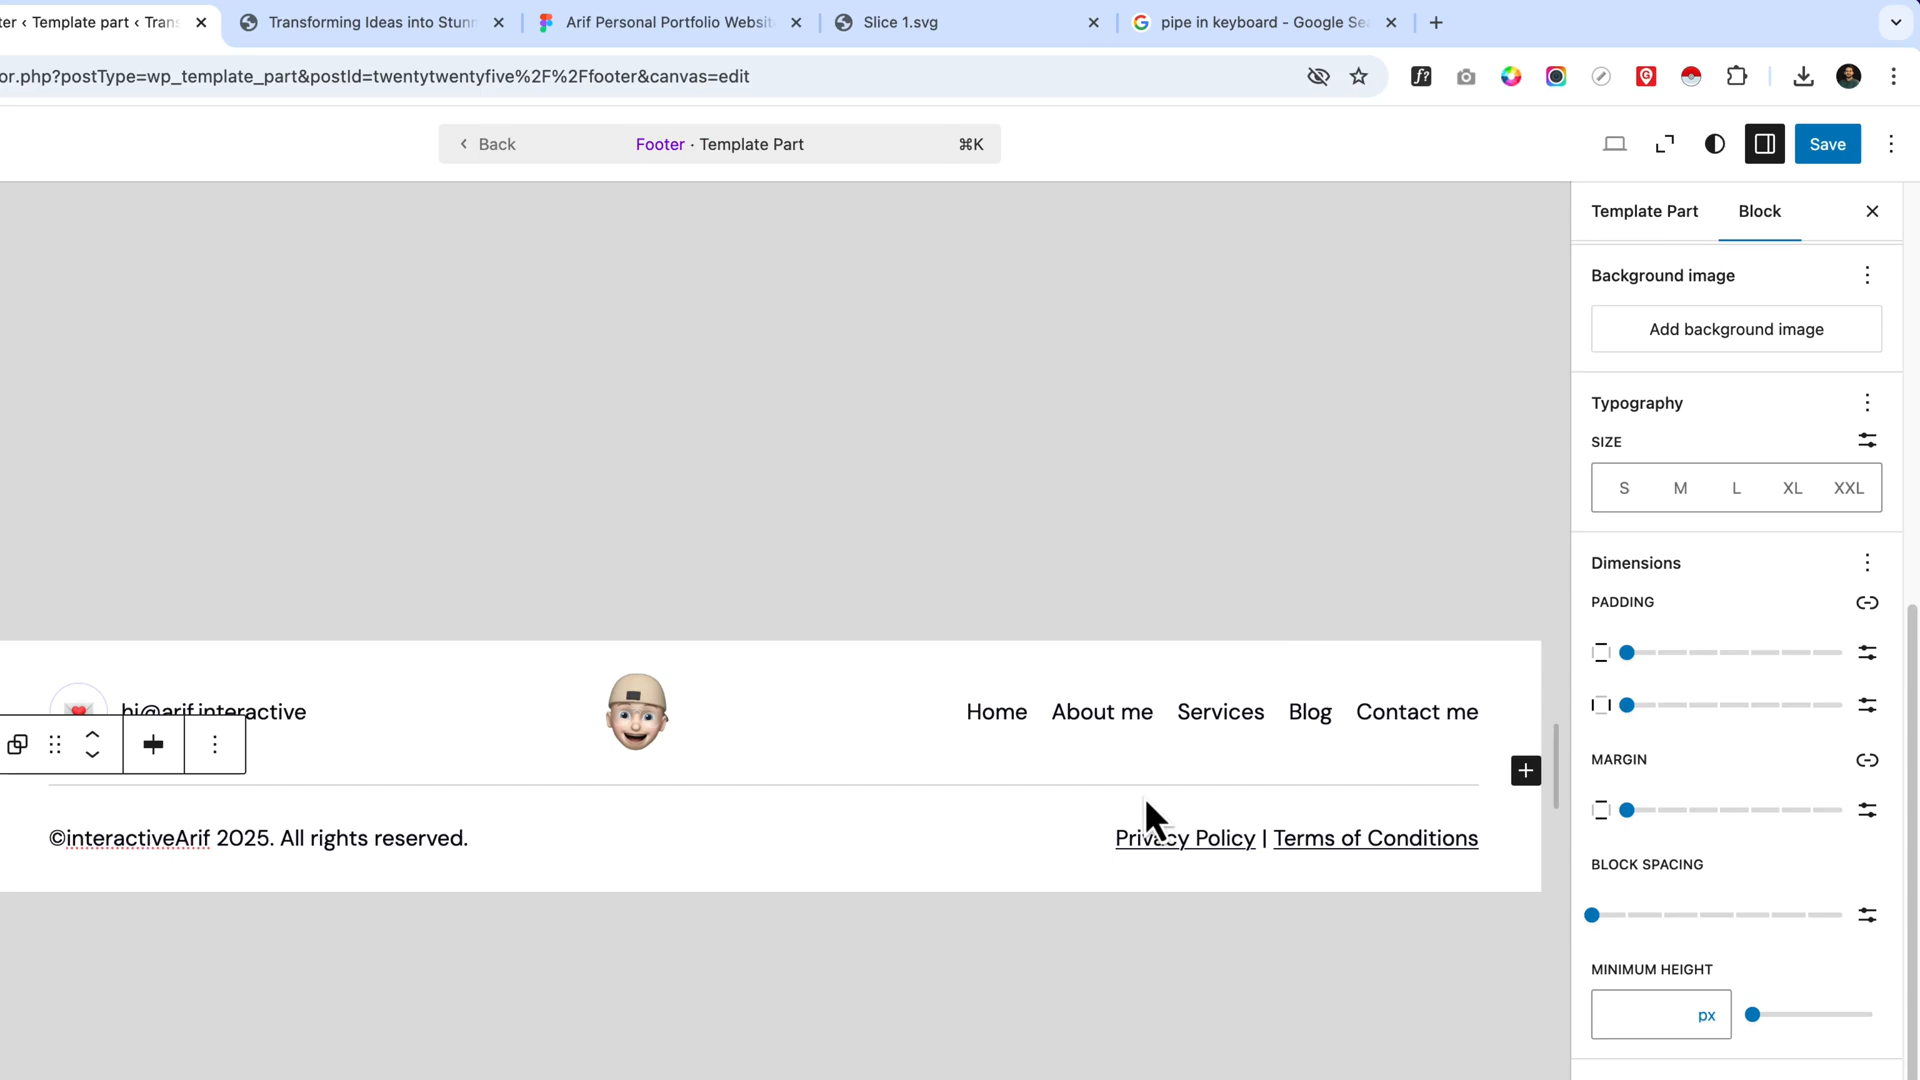 ter ‹ Template part ‹ Trans
Transforming Ideas into Stunn
Arif Personal Portfolio Websit
Slice 1.svg
pipe in keyboard - Google Sea
or.php?postType=wp_template_part&postId=twentytwentyfive%2F%2Ffooter&canvas=edit
Back
Footer · Template Part
⌘K
Save
Template Part
Block
Background image
Add background image
Typography
SIZE
S M L XL XXL
Dimensions
PADDING
MARGIN
BLOCK SPACING
MINIMUM HEIGHT
px
hi@arif.interactive
Home About me Services Blog Contact me
©interactiveArif 2025. All rights reserved.
Privacy Policy | Terms of Conditions